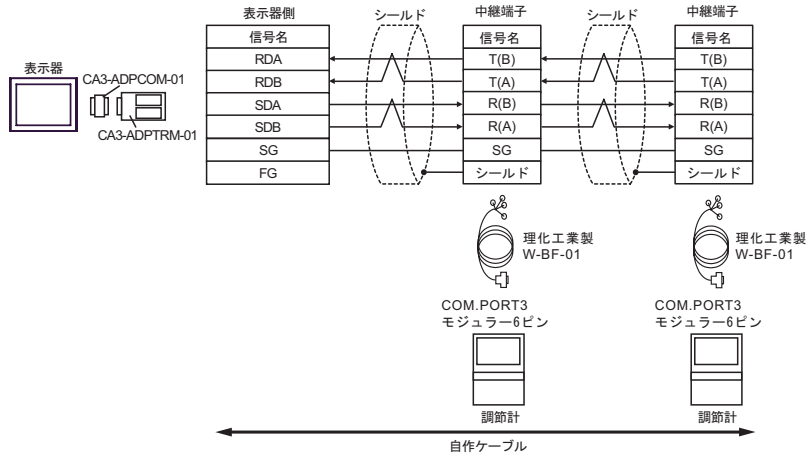 表示器側
シールド
中継端子
シールド
中継端子
信号名
信号名
信号名
RDA
T(B)
T(B)
RDB
T(A)
T(A)
SDA
R(B)
R(B)
SDB
R(A)
R(A)
SG
SG
SG
FG
シールド
シールド
表示器
CA3-ADPCOM-01
CA3-ADPTRM-01
理化工業製
W-BF-01
理化工業製
W-BF-01
COM.PORT3
モジュラー6ピン
COM.PORT3
モジュラー6ピン
調節計
調節計
自作ケーブル